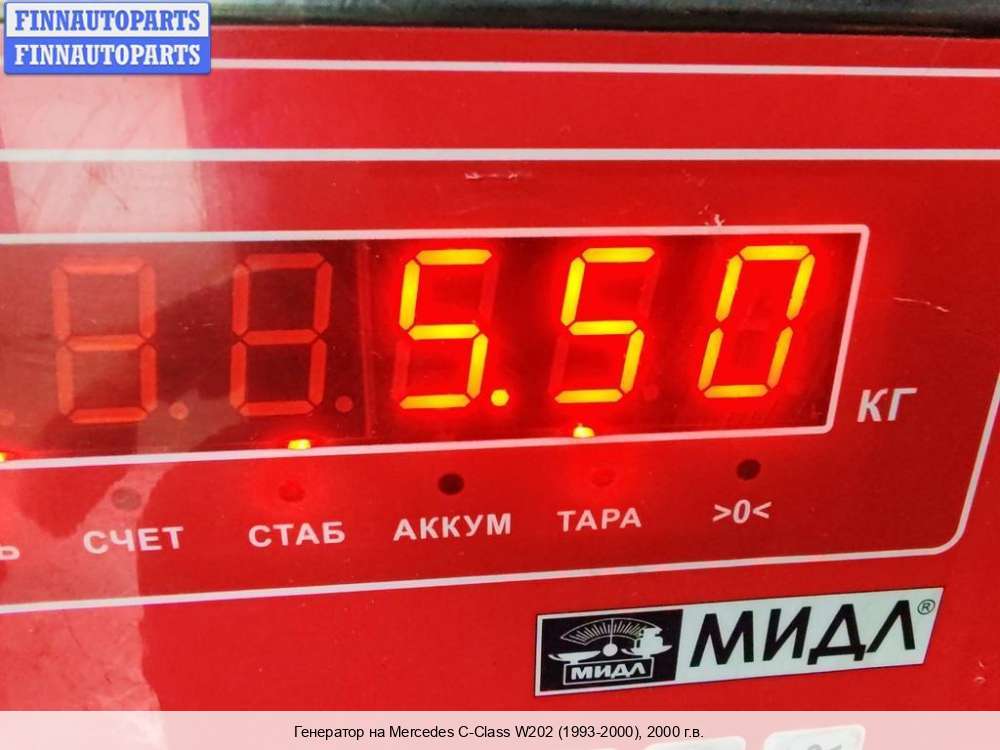 FINNAUTOPARTS
FINNAUTOPARTS
5.50
КГ
Ь СЧЕТ СТАБ АККУМ ТАРА >0<
МИДЛ МИДЛ®
Генератор на Mercedes C-Class W202 (1993-2000), 2000 г.в.